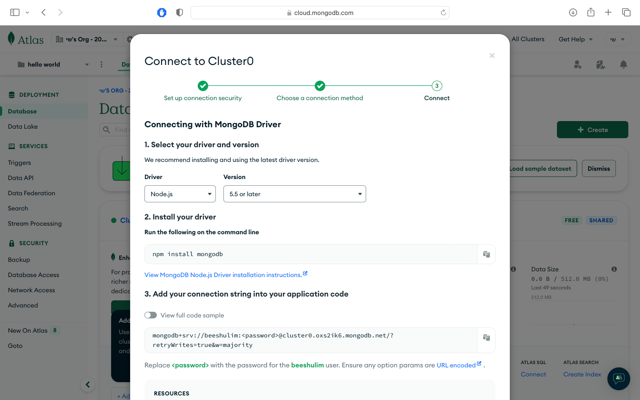 cloud.mongodb.com
Atlas
's Org - 20...
All Clusters
Get Help
hello world
DEPLOYMENT
Database
Data Lake
SERVICES
Triggers
Data API
Data Federation
Search
Stream Processing
SECURITY
Backup
Database Access
Network Access
Advanced
New On Atlas 8
Goto
Connect to Cluster0
Set up connection security
Choose a connection method
3
Connect
Connecting with MongoDB Driver
1. Select your driver and version
We recommend installing and using the latest driver version.
Driver
Version
Node.js
5.5 or later
2. Install your driver
Run the following on the command line
npm install mongodb
View MongoDB Node.js Driver installation instructions.
3. Add your connection string into your application code
View full code sample
mongodb+srv://beeshulim:<password>@cluster0.oxs2ik6.mongodb.net/?
retryWrites=true&w=majority
Replace <password> with the password for the beeshulim user. Ensure any option params are URL encoded .
RESOURCES
+ Create
Load sample dataset
Dismiss
FREE
SHARED
Data Size
0.0 B / 512.0 MB (0%)
Last 49 seconds
512.0 MB
ATLAS SQL
ATLAS SEARCH
Connect
Create Index